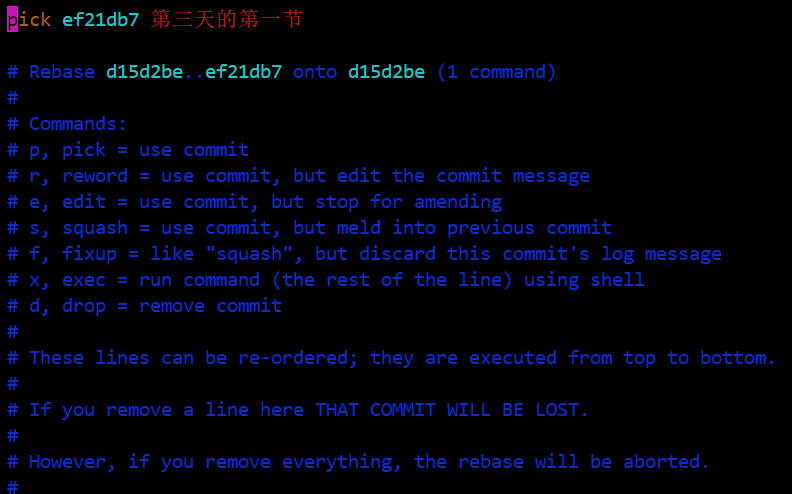 pick ef21db7 第三天的第一节
# Rebase d15d2be..ef21db7 onto d15d2be (1 command)
#
# Commands:
# p, pick = use commit
# r, reword = use commit, but edit the commit message
# e, edit = use commit, but stop for amending
# s, squash = use commit, but meld into previous commit
# f, fixup = like "squash", but discard this commit's log message
# x, exec = run command (the rest of the line) using shell
# d, drop = remove commit
#
# These lines can be re-ordered; they are executed from top to bottom.
#
# If you remove a line here THAT COMMIT WILL BE LOST.
#
# However, if you remove everything, the rebase will be aborted.
#